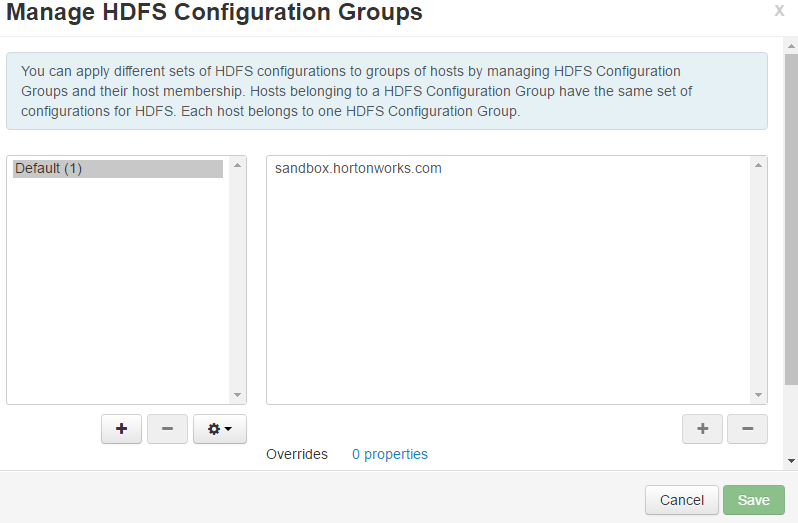 Manage HDFS Configuration Groups
x
You can apply different sets of HDFS configurations to groups of hosts by managing HDFS Configuration
Groups and their host membership. Hosts belonging to a HDFS Configuration Group have the same set of
configurations for HDFS. Each host belongs to one HDFS Configuration Group.
Default (1)
sandbox.hortonworks.com
Overrides 0 properties
Cancel Save